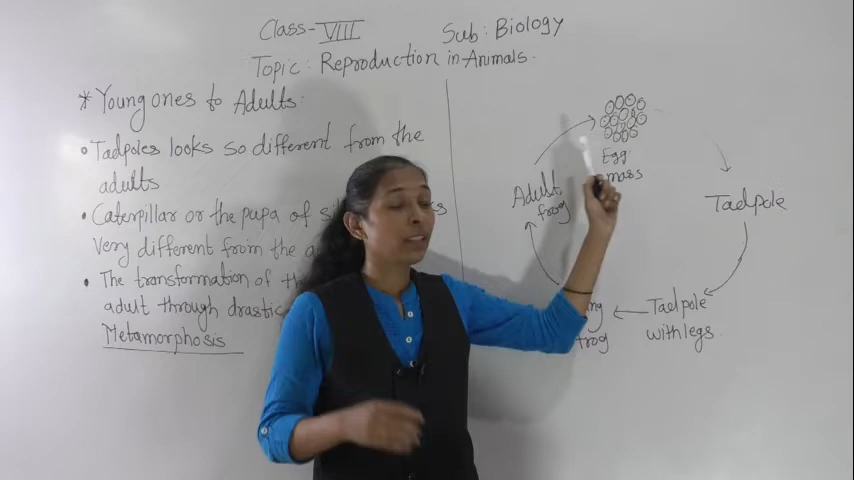 Class-VIII Sub: Biology
Topic: Reproduction in Animals.
* Young ones to Adults.
• Tadpoles looks so different from the
adults
• Caterpillar or the pupa of
Very different from the
• The transformation of
adult through drastic
Metamorphosis
Egg
mass
Tadpole
Tadpole
with legs.
frog
Adult
frog